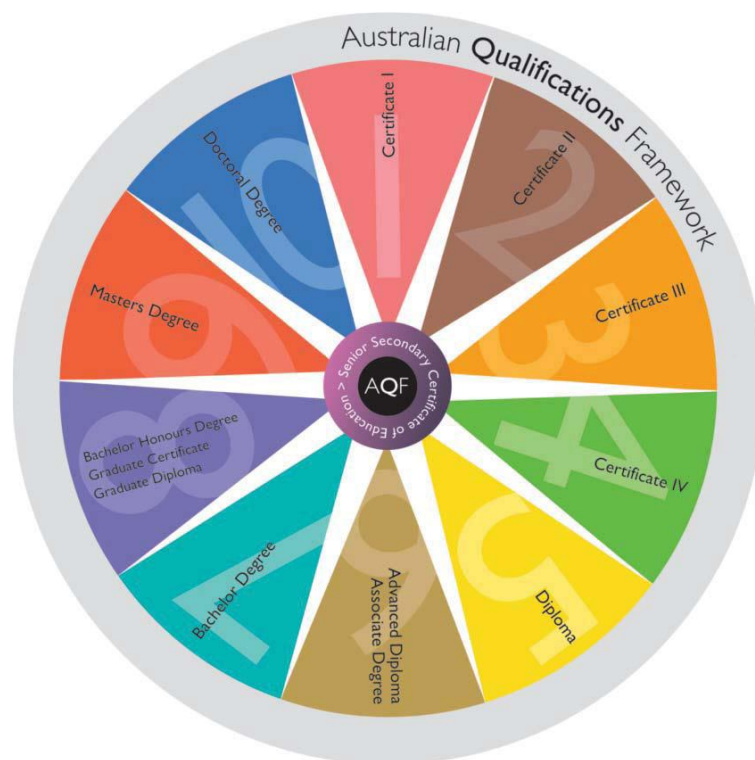 Australian Qualifications Framework
Certificate I
1
Certificate II
2
Certificate III
3
Certificate IV
4
Diploma
5
Advanced Diploma
Associate Degree
6
Bachelor Degree
7
Bachelor Honours Degree
Graduate Certificate
Graduate Diploma
8
Masters Degree
9
Doctoral Degree
10
Senior Secondary Certificate of Education >
AQF